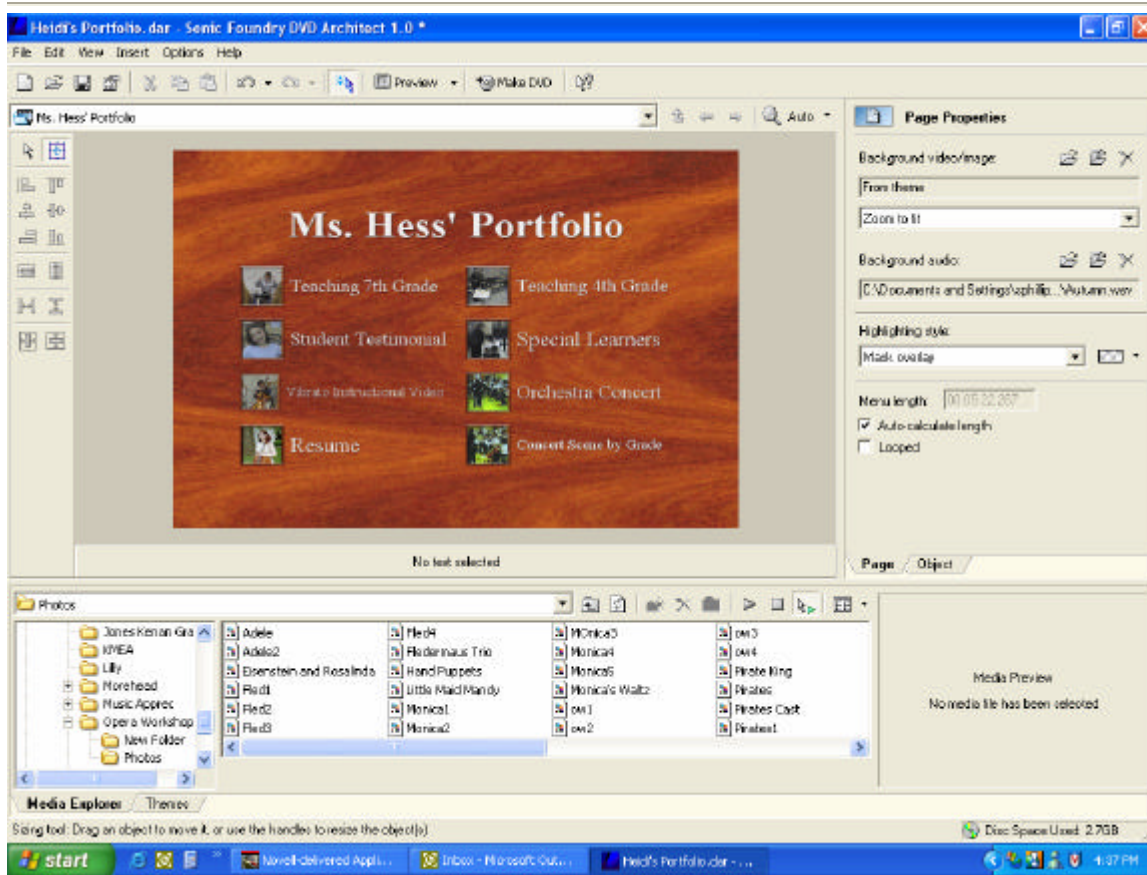 Heidi's Portfolio.dar - Sonic Foundry DVD Architect 1.0 *
File Edit View Insert Options Help
Preview Make DVD
Ms. Hess' Portfolio
Auto
Page Properties
Background video/image:
From theme
Zoom to fit
Background audio:
C:\Documents and Settings\aphillip...\Autumn.wav
Highlighting style:
Mask overlay
Menu length: 00:05:22.267
Auto-calculate length
Looped
Page Object
Ms. Hess' Portfolio
Teaching 7th Grade
Teaching 4th Grade
Student Testimonial
Special Learners
Vibrato Instructional Video
Orchestra Concert
Resume
Concert Scene by Grade
No text selected
Photos
Jones Kenan Gra
KMEA
Lilly
Morehead
Music Apprec
Opera Workshop
New Folder
Photos
Adele
Adele2
Eisenstein and Rosalinda
Fled1
Fled2
Fled3
Fled4
Fledermaus Trio
Hand Puppets
Little Maid Mandy
Monica1
Monica2
MOnica3
Monica4
Monica5
Monica's Waltz
ow1
ow2
ow3
ow4
Pirate King
Pirates
Pirates Cast
Pirates1
Media Preview
No media file has been selected
Media Explorer Themes
Sizing tool: Drag an object to move it, or use the handles to resize the object(s)
Disc Space Used: 2.7GB
start
Novell-delivered Appli...
Inbox - Microsoft Out...
Heidi's Portfolio.dar - ...
4:37 PM